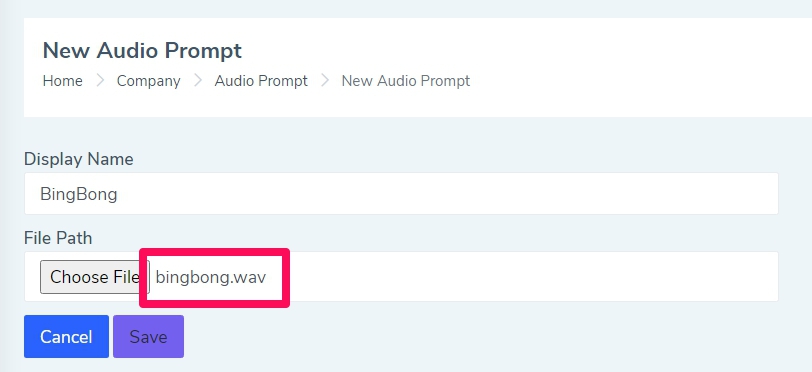 New Audio Prompt
Home > Company > Audio Prompt > New Audio Prompt
Display Name
BingBong
File Path
Choose File bingbong.wav
Cancel Save